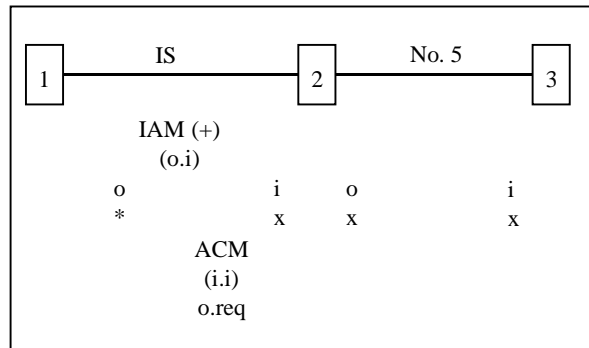 IS No. 5
1 2 3
IAM (+)
(o.i)
o i o i
* x x x
ACM
(i.i)
o.req